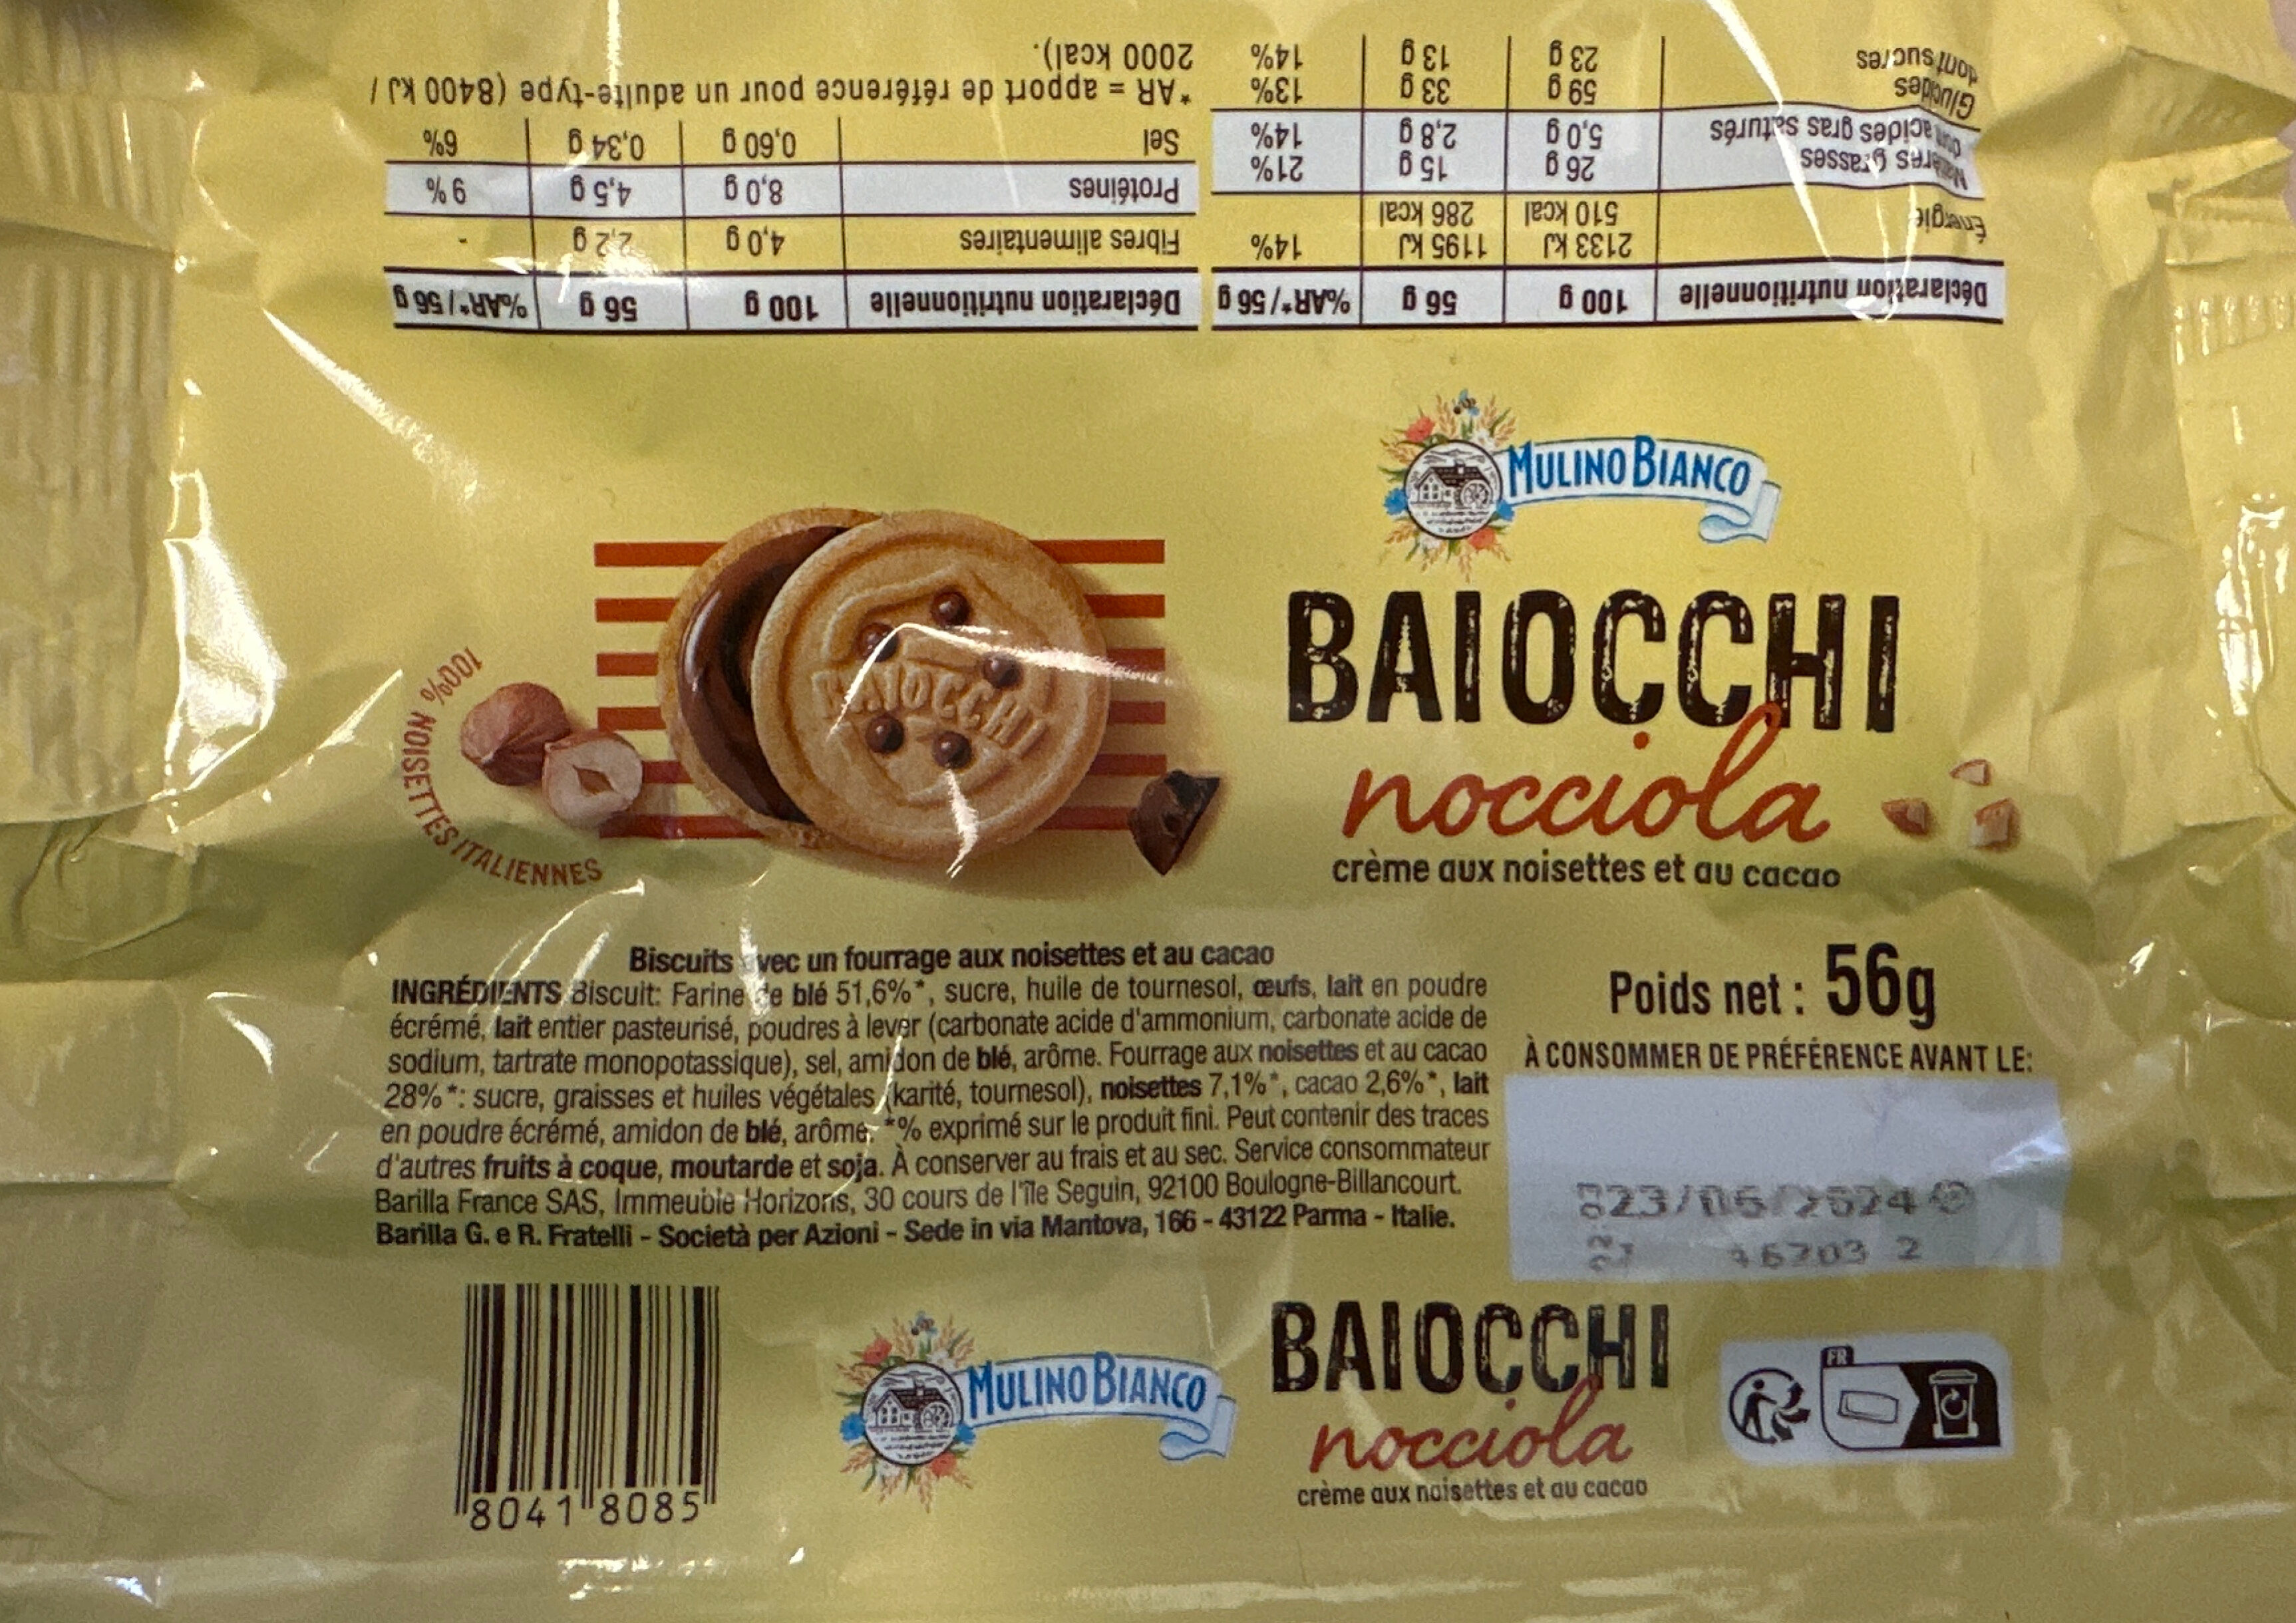 Déclaration nutritionnelle 100 g 56 g %AR*/56 g
Énergie 2133 kJ 1195 kJ 14%
510 kcal 286 kcal
Matières grasses 26 g 15 g 21%
dont acides gras saturés 5,0 g 2,8 g 14%
Glucides 59 g 33 g 13%
dont sucres 23 g 13 g 14%
Déclaration nutritionnelle 100 g 56 g %AR*/56 g
Fibres alimentaires 4,0 g 2,2 g -
Protéines 8,0 g 4,5 g 9%
Sel 0,60 g 0,34 g 6%
*AR = apport de référence pour un adulte-type (8400 kJ /
2000 kcal).
MULINO BIANCO
BAIOCCHI
nocciola
crème aux noisettes et au cacao
BAIOCCHI
100% NOISETTES ITALIENNES
Biscuits avec un fourrage aux noisettes et au cacao
INGRÉDIENTS Biscuit: Farine de blé 51,6%*, sucre, huile de tournesol, œufs, lait en poudre
écrémé, lait entier pasteurisé, poudres à lever (carbonate acide d'ammonium, carbonate acide de
sodium, tartrate monopotassique), sel, amidon de blé, arôme. Fourrage aux noisettes et au cacao
28%*: sucre, graisses et huiles végétales (karité, tournesol), noisettes 7,1%*, cacao 2,6%*, lait
en poudre écrémé, amidon de blé, arôme. *% exprimé sur le produit fini. Peut contenir des traces
d'autres fruits à coque, moutarde et soja. À conserver au frais et au sec. Service consommateur
Barilla France SAS, Immeuble Horizons, 30 cours de l'île Seguin, 92100 Boulogne-Billancourt.
Barilla G. e R. Fratelli - Società per Azioni - Sede in via Mantova, 166 - 43122 Parma - Italie.
Poids net : 56g
À CONSOMMER DE PRÉFÉRENCE AVANT LE:
23/06/2024
8041 8085
MULINO BIANCO
BAIOCCHI
nocciola
crème aux noisettes et au cacao
FR